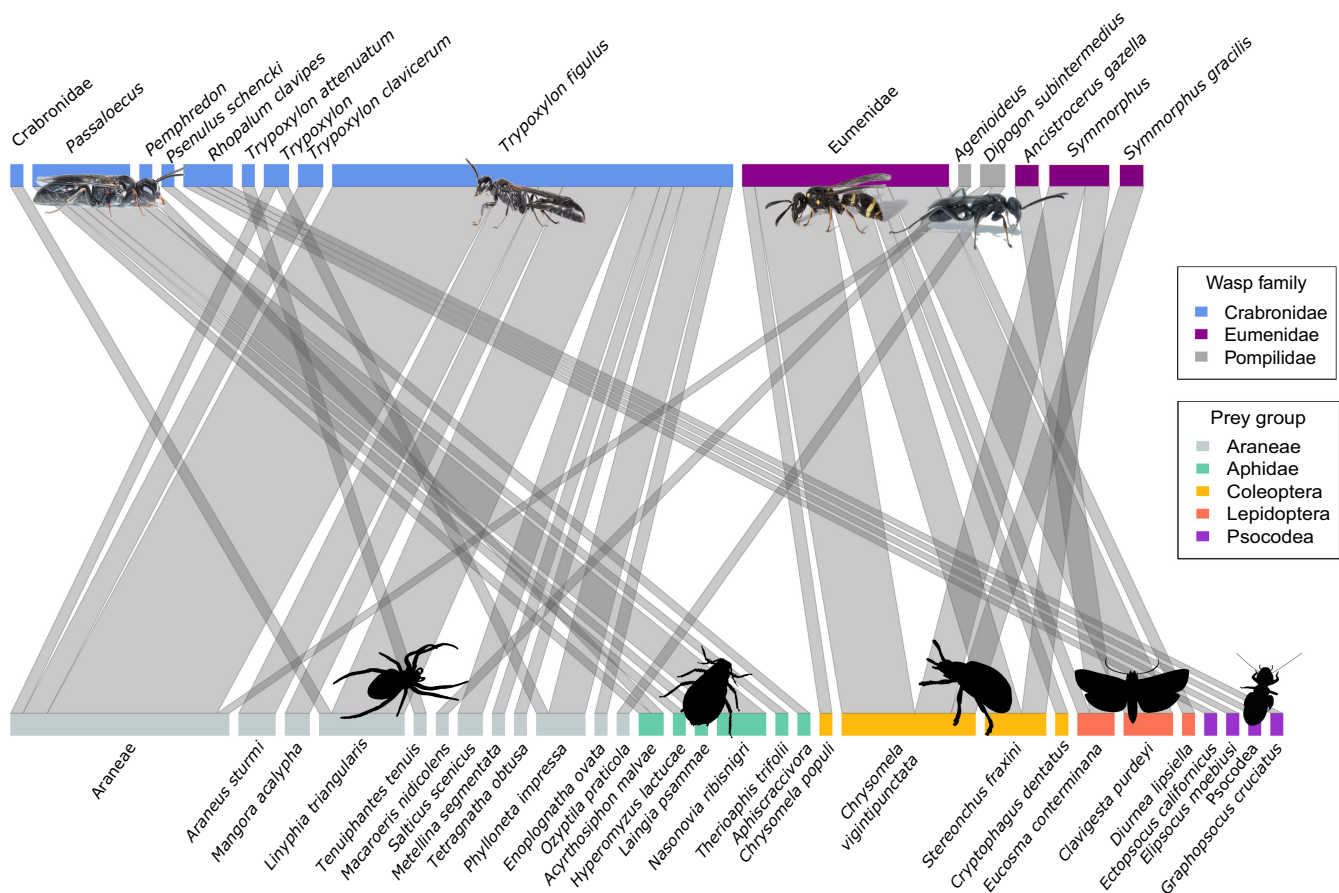 Crabronidae
Passaloecus
Pemphredon
Psenulus schencki
Rhopalum clavipes
Trypoxylon attenuatum
Trypoxylon
Trypoxylon clavicerum
Trypoxylon figulus
Eumenidae
Agenioideus
Dipogon subintermedius
Ancistrocerus gazella
Symmorphus
Symmorphus gracilis
Wasp family
Crabronidae
Eumenidae
Pompilidae
Prey group
Araneae
Aphidae
Coleoptera
Lepidoptera
Psocodea
Araneae
Araneus sturmi
Mangora acalypha
Linyphia triangularis
Tenuiphantes tenuis
Macaroeris nidicolens
Salticus scenicus
Metellina segmentata
Tetragnatha obtusa
Phylloneta impressa
Enoplognatha ovata
Ozyptila praticola
Acyrthosiphon malvae
Hyperomyzus lactucae
Laingia psammae
Nasonovia ribisnigri
Therioaphis trifolii
Aphiscraccivora
Chrysomela populi
Chrysomela
vigintipunctata
Stereonchus fraxini
Cryptophagus dentatus
Eucosma conterminana
Clavigesta purdeyi
Diurnea lipsiella
Ectopsocus californicus
Elipsocus moebiusi
Psocodea
Graphopsocus cruciatus